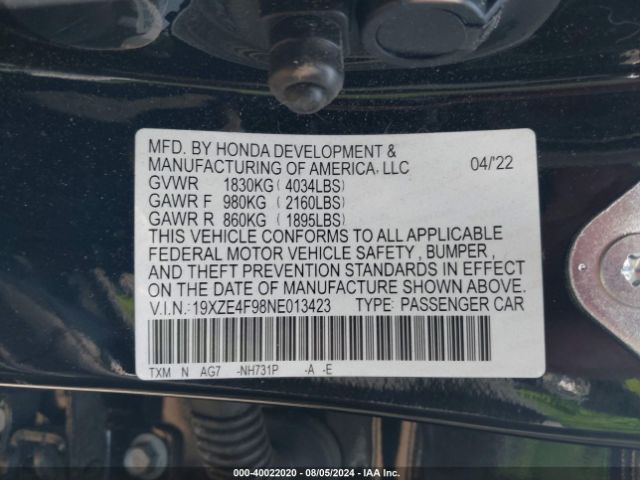 MFD. BY HONDA DEVELOPMENT &
MANUFACTURING OF AMERICA, LLC 04/'22
GVWR 1830KG ( 4034LBS)
GAWR F 980KG ( 2160LBS)
GAWR R 860KG ( 1895LBS)
THIS VEHICLE CONFORMS TO ALL APPLICABLE
FEDERAL MOTOR VEHICLE SAFETY , BUMPER,
AND THEFT PREVENTION STANDARDS IN EFFECT
ON THE DATE OF MANUFACTURE SHOWN ABOVE.
V.I.N.:19XZE4F98NE013423 TYPE: PASSENGER CAR
TXM N AG7 -NH731P -A -E
000-40022020 - 08/05/2024 - IAA Inc.